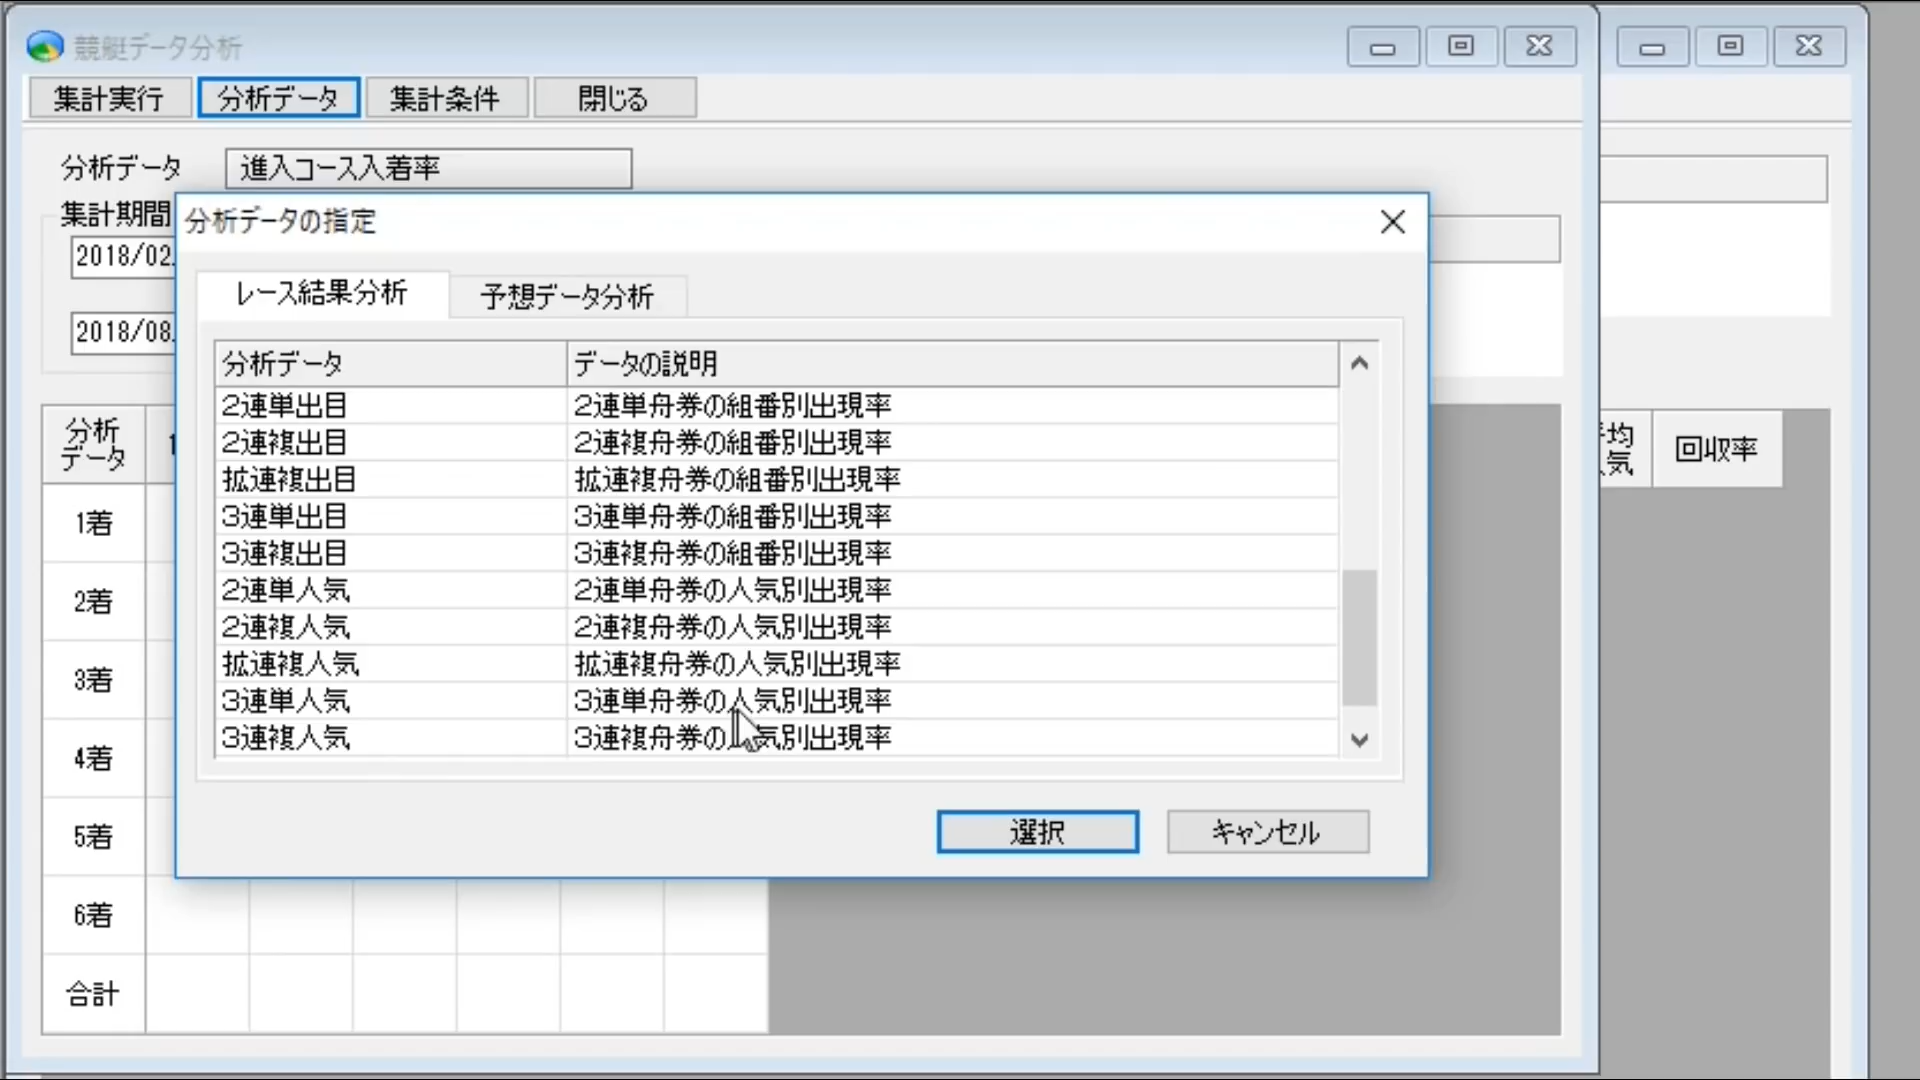 競艇データ分析
集計実行 分析データ 集計条件 閉じる
分析データ 進入コース入着率
集計期間
2018/02
2018/08
分析データの指定
レース結果分析 予想データ分析
分析データ データの説明
2連単出目 2連単舟券の組番別出現率
2連複出目 2連複舟券の組番別出現率
拡連複出目 拡連複舟券の組番別出現率
3連単出目 3連単舟券の組番別出現率
3連複出目 3連複舟券の組番別出現率
2連単人気 2連単舟券の人気別出現率
2連複人気 2連複舟券の人気別出現率
拡連複人気 拡連複舟券の人気別出現率
3連単人気 3連単舟券の人気別出現率
3連複人気 3連複舟券の人気別出現率
選択 キャンセル
分析
データ
1着
2着
3着
4着
5着
6着
合計
均
気
回収率